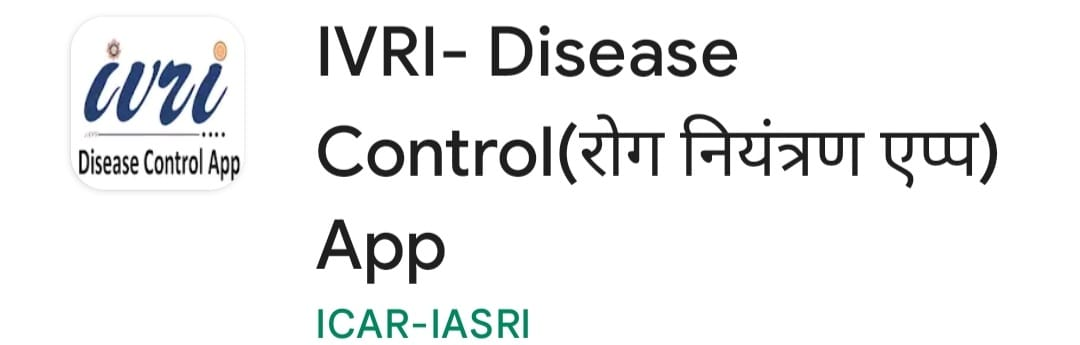 ivri
Disease Control App
IVRI- Disease
Control(रोग नियंत्रण एप्प)
App
ICAR-IASRI